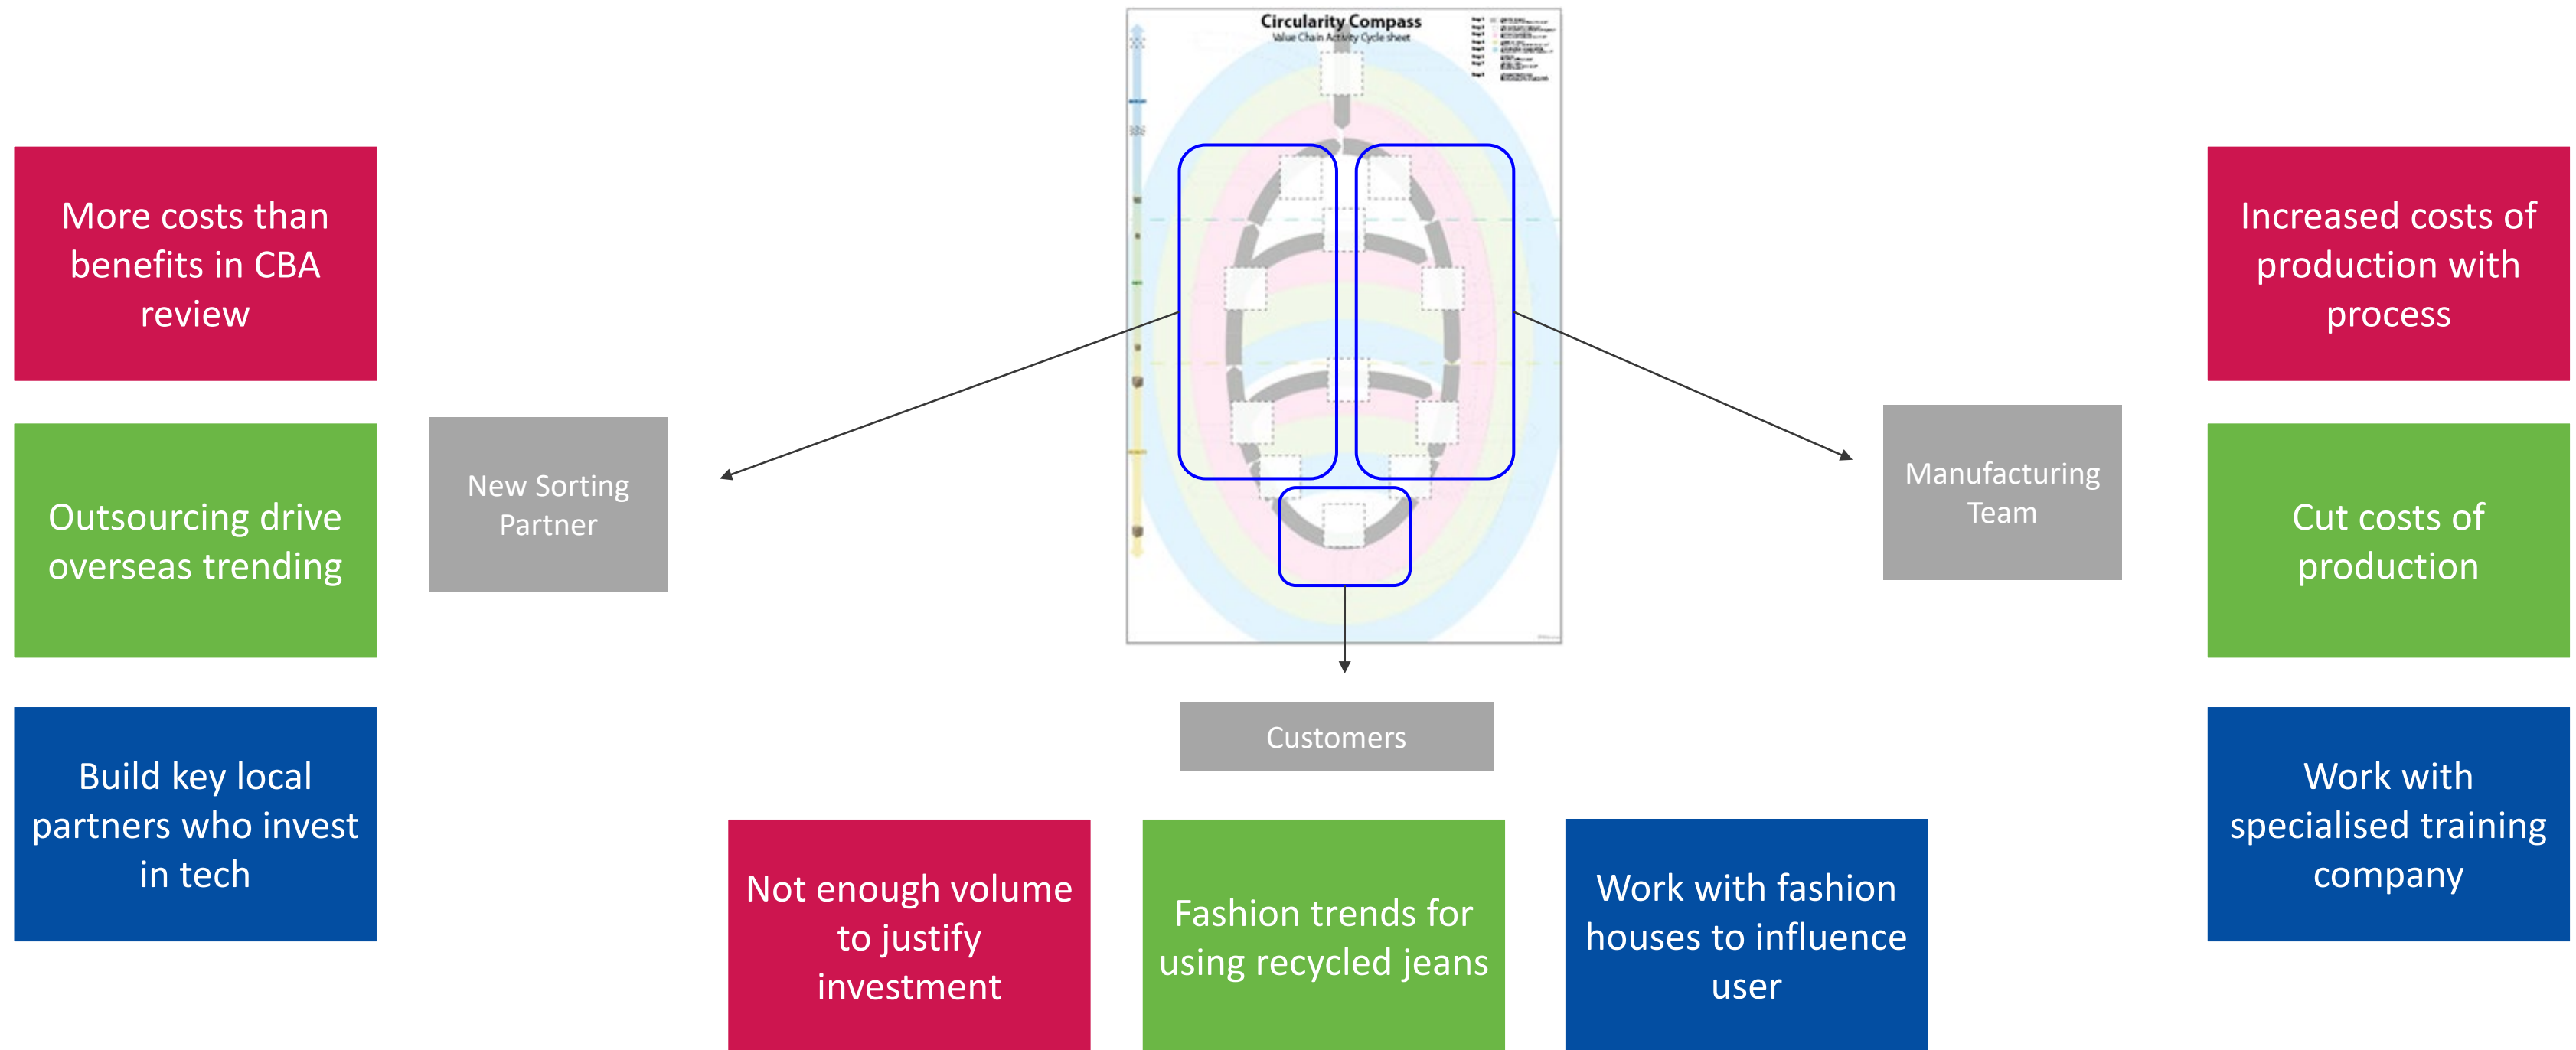 Circularity Compass
Value Chain Activity Cycle sheet
More costs than
benefits in CBA
review
Outsourcing drive
overseas trending
Build key local
partners who invest
in tech
New Sorting
Partner
Customers
Not enough volume
to justify
investment
Fashion trends for
using recycled jeans
Work with fashion
houses to influence
user
Manufacturing
Team
Increased costs of
production with
process
Cut costs of
production
Work with
specialised training
company